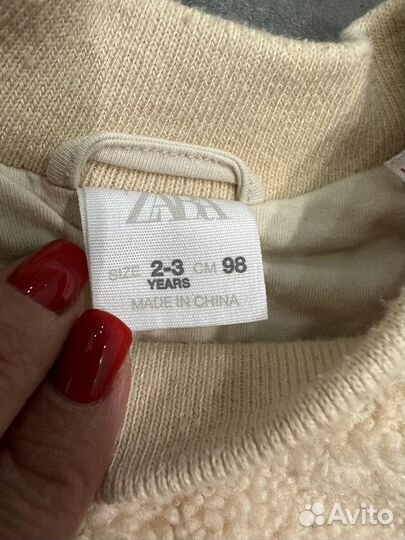 ZARA
SIZE 2-3 YEARS CM 98
MADE IN CHINA
Avito